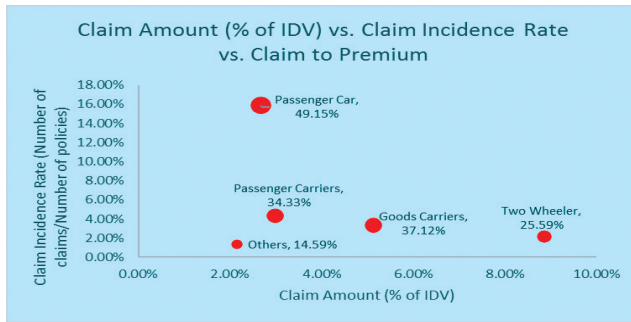 Claim Amount (% of IDV) vs. Claim Incidence Rate
vs. Claim to Premium
Claim Incidence Rate (Number of
claims/Number of policies)
18.00%
16.00%
14.00%
12.00%
10.00%
8.00%
6.00%
4.00%
2.00%
0.00%
Passenger Car,
49.15%
Passenger Carriers,
34.33%
Goods Carriers,
37.12%
Two Wheeler,
25.59%
Others, 14.59%
0.00%
2.00%
4.00%
6.00%
8.00%
10.00%
Claim Amount (% of IDV)